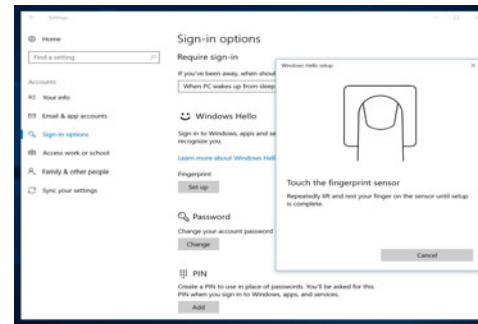 Settings
Home
Find a setting
Accounts
Your info
Email & app accounts
Sign-in options
Access work or school
Family & other people
Sync your settings
Sign-in options
Require sign-in
If you've been away, when shoul
When PC wakes up from sleep
Windows Hello
Sign in to Windows, apps and se
recognize you.
Learn more about Windows Hell
Fingerprint
Set up
Password
Change your account password
Change
PIN
Create a PIN to use in place of passwords. You'll be asked for this
PIN when you sign in to Windows, apps, and services.
Add
Windows Hello setup
Touch the fingerprint sensor
Repeatedly lift and rest your finger on the sensor until setup
is complete.
Cancel